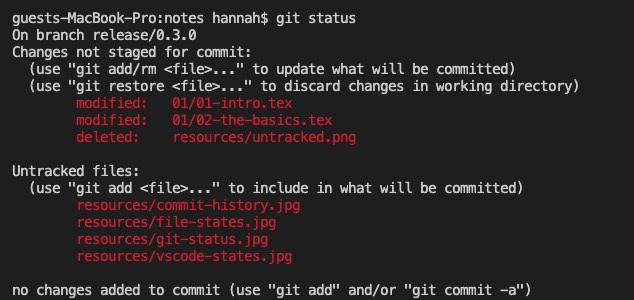 guests-MacBook-Pro:notes hannah$ git status
On branch release/0.3.0
Changes not staged for commit:
  (use "git add/rm <file>..." to update what will be committed)
  (use "git restore <file>..." to discard changes in working directory)
        modified:   01/01-intro.tex
        modified:   01/02-the-basics.tex
        deleted:    resources/untracked.png

Untracked files:
  (use "git add <file>..." to include in what will be committed)
        resources/commit-history.jpg
        resources/file-states.jpg
        resources/git-status.jpg
        resources/vscode-states.jpg

no changes added to commit (use "git add" and/or "git commit -a")